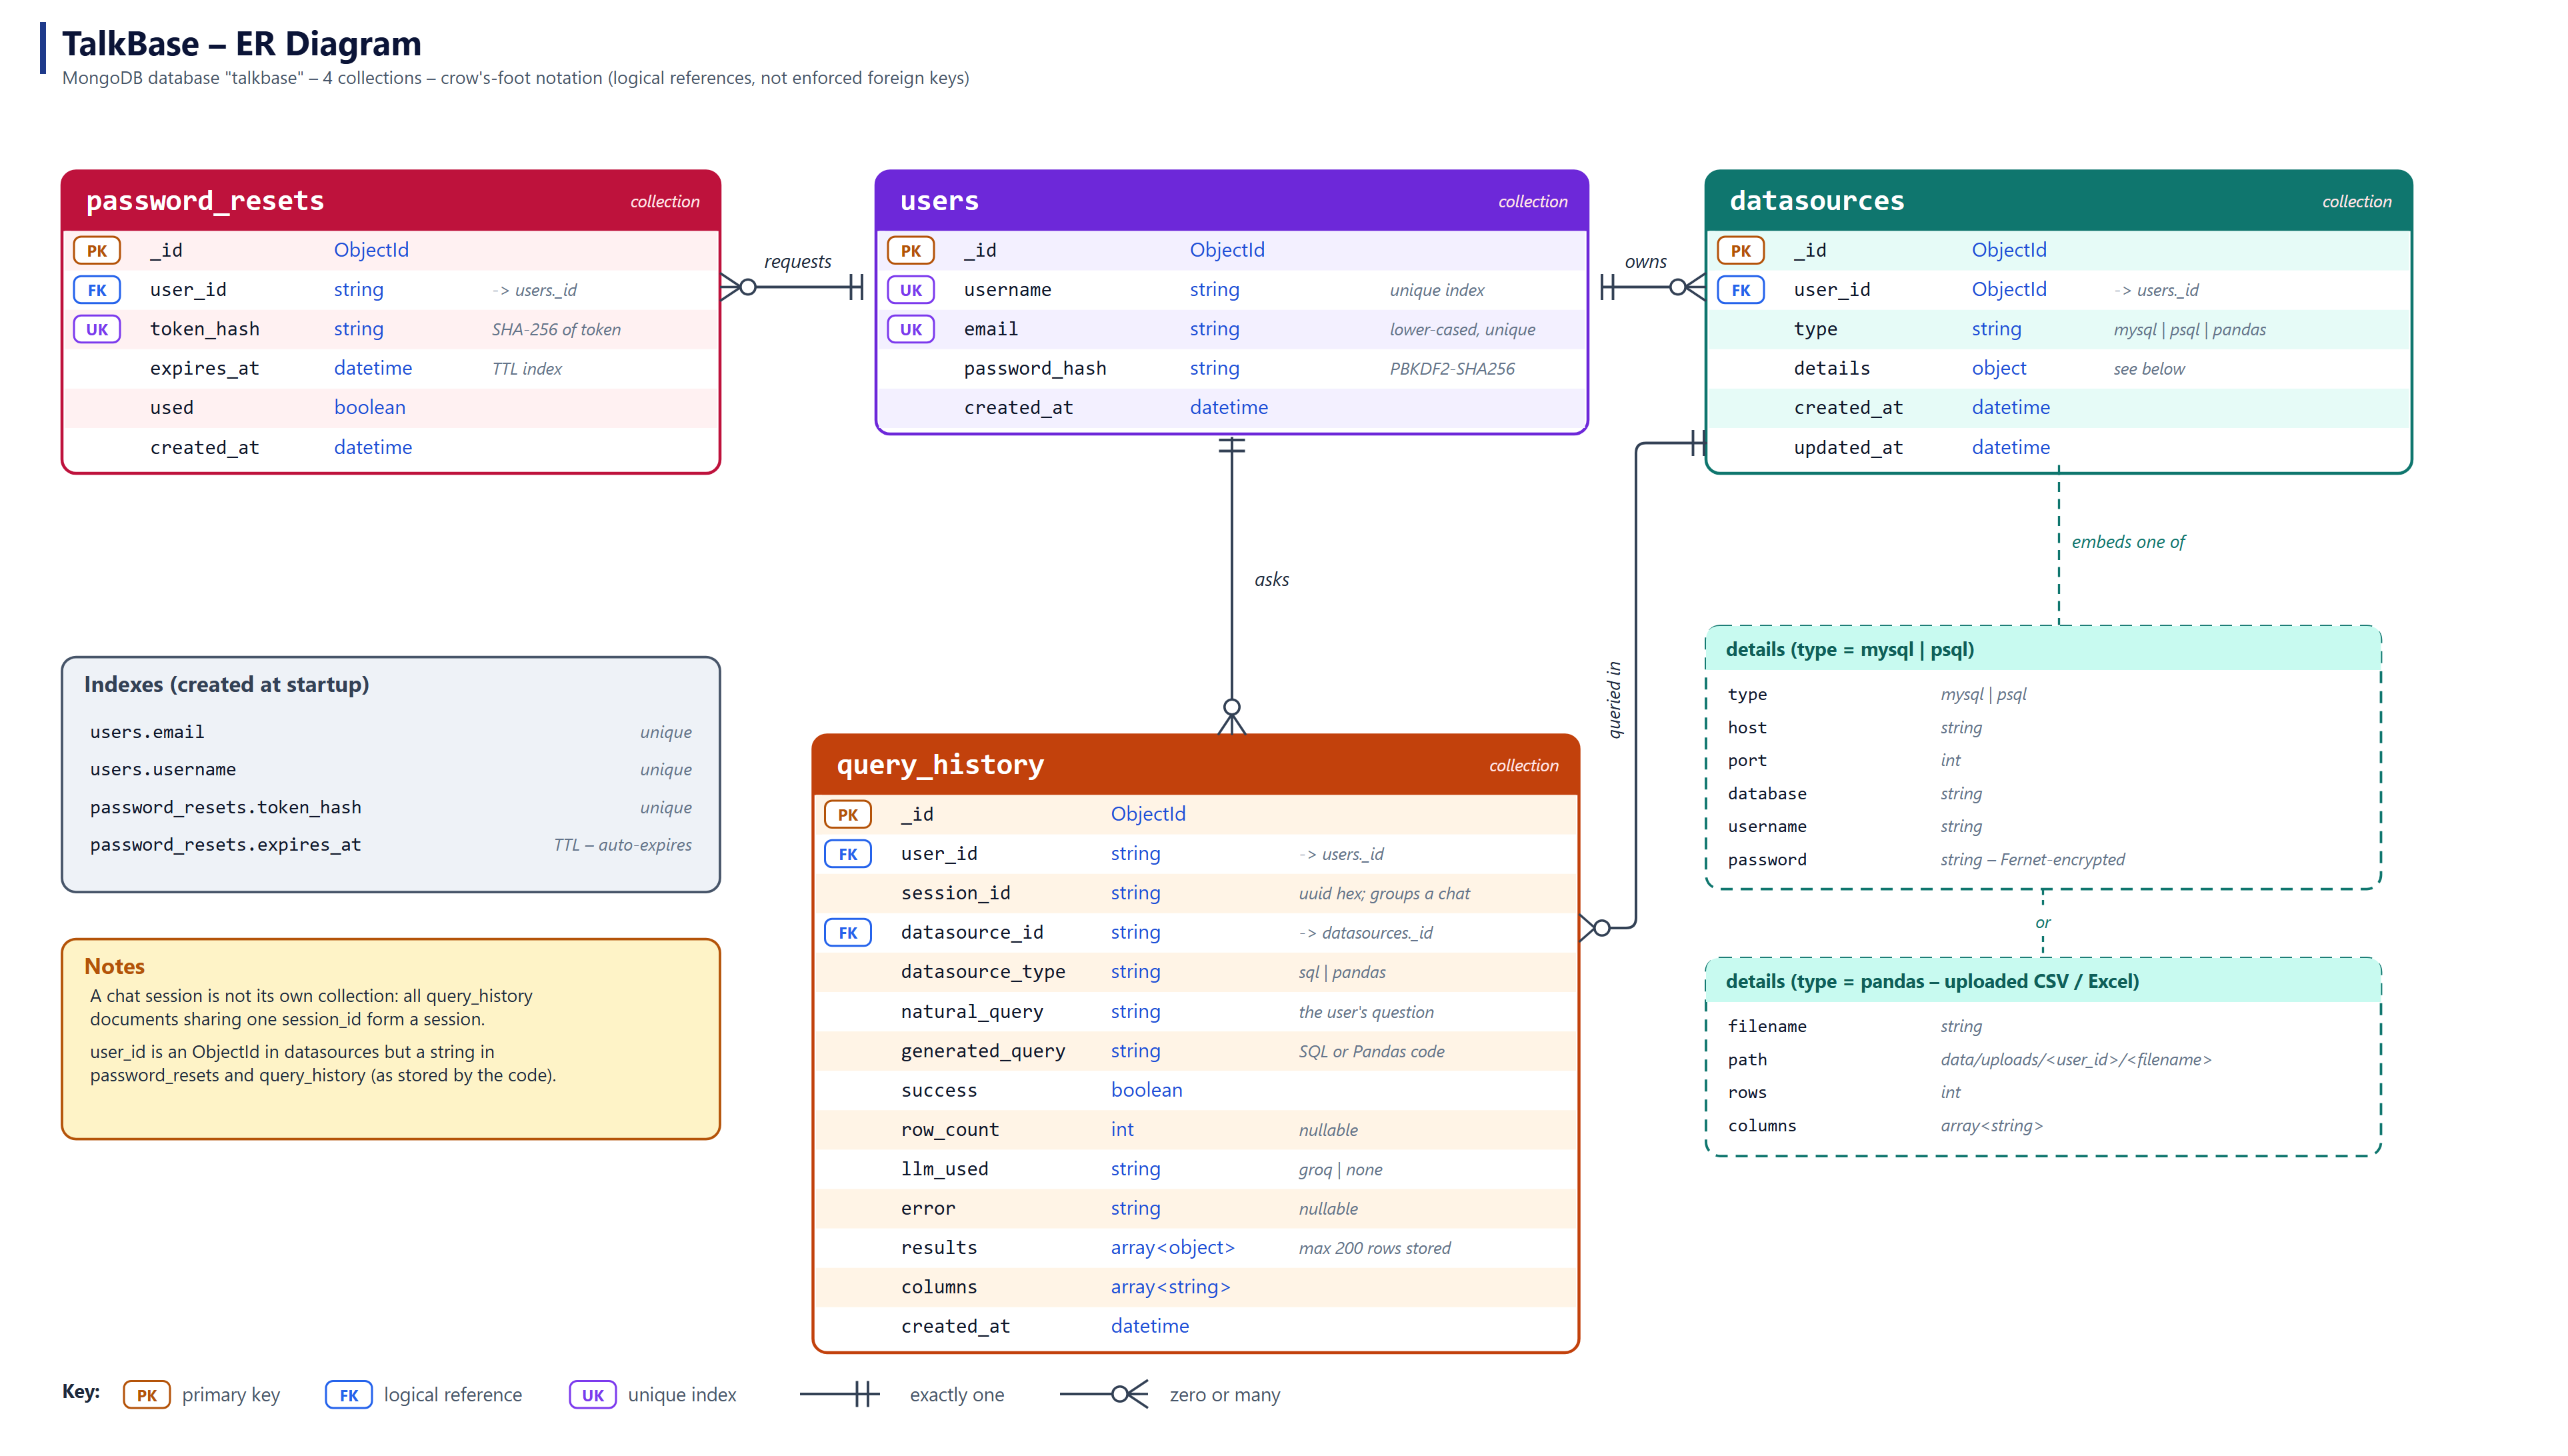 TalkBase – ER Diagram
MongoDB database "talkbase" – 4 collections – crow's-foot notation (logical references, not enforced foreign keys)
password_resets collection
PK _id ObjectId
FK user_id string -> users._id
UK token_hash string SHA-256 of token
expires_at datetime TTL index
used boolean
created_at datetime
requests
users collection
PK _id ObjectId
UK username string unique index
UK email string lower-cased, unique
password_hash string PBKDF2-SHA256
created_at datetime
owns
datasources collection
PK _id ObjectId
FK user_id ObjectId -> users._id
type string mysql | psql | pandas
details object see below
created_at datetime
updated_at datetime
asks
queried in
embeds one of
Indexes (created at startup)
users.email unique
users.username unique
password_resets.token_hash unique
password_resets.expires_at TTL – auto-expires
Notes
A chat session is not its own collection: all query_history
documents sharing one session_id form a session.
user_id is an ObjectId in datasources but a string in
password_resets and query_history (as stored by the code).
query_history collection
PK _id ObjectId
FK user_id string -> users._id
session_id string uuid hex; groups a chat
FK datasource_id string -> datasources._id
datasource_type string sql | pandas
natural_query string the user's question
generated_query string SQL or Pandas code
success boolean
row_count int nullable
llm_used string groq | none
error string nullable
results array<object> max 200 rows stored
columns array<string>
created_at datetime
details (type = mysql | psql)
type mysql | psql
host string
port int
database string
username string
password string – Fernet-encrypted
or
details (type = pandas – uploaded CSV / Excel)
filename string
path data/uploads/<user_id>/<filename>
rows int
columns array<string>
Key: PK primary key FK logical reference UK unique index exactly one zero or many